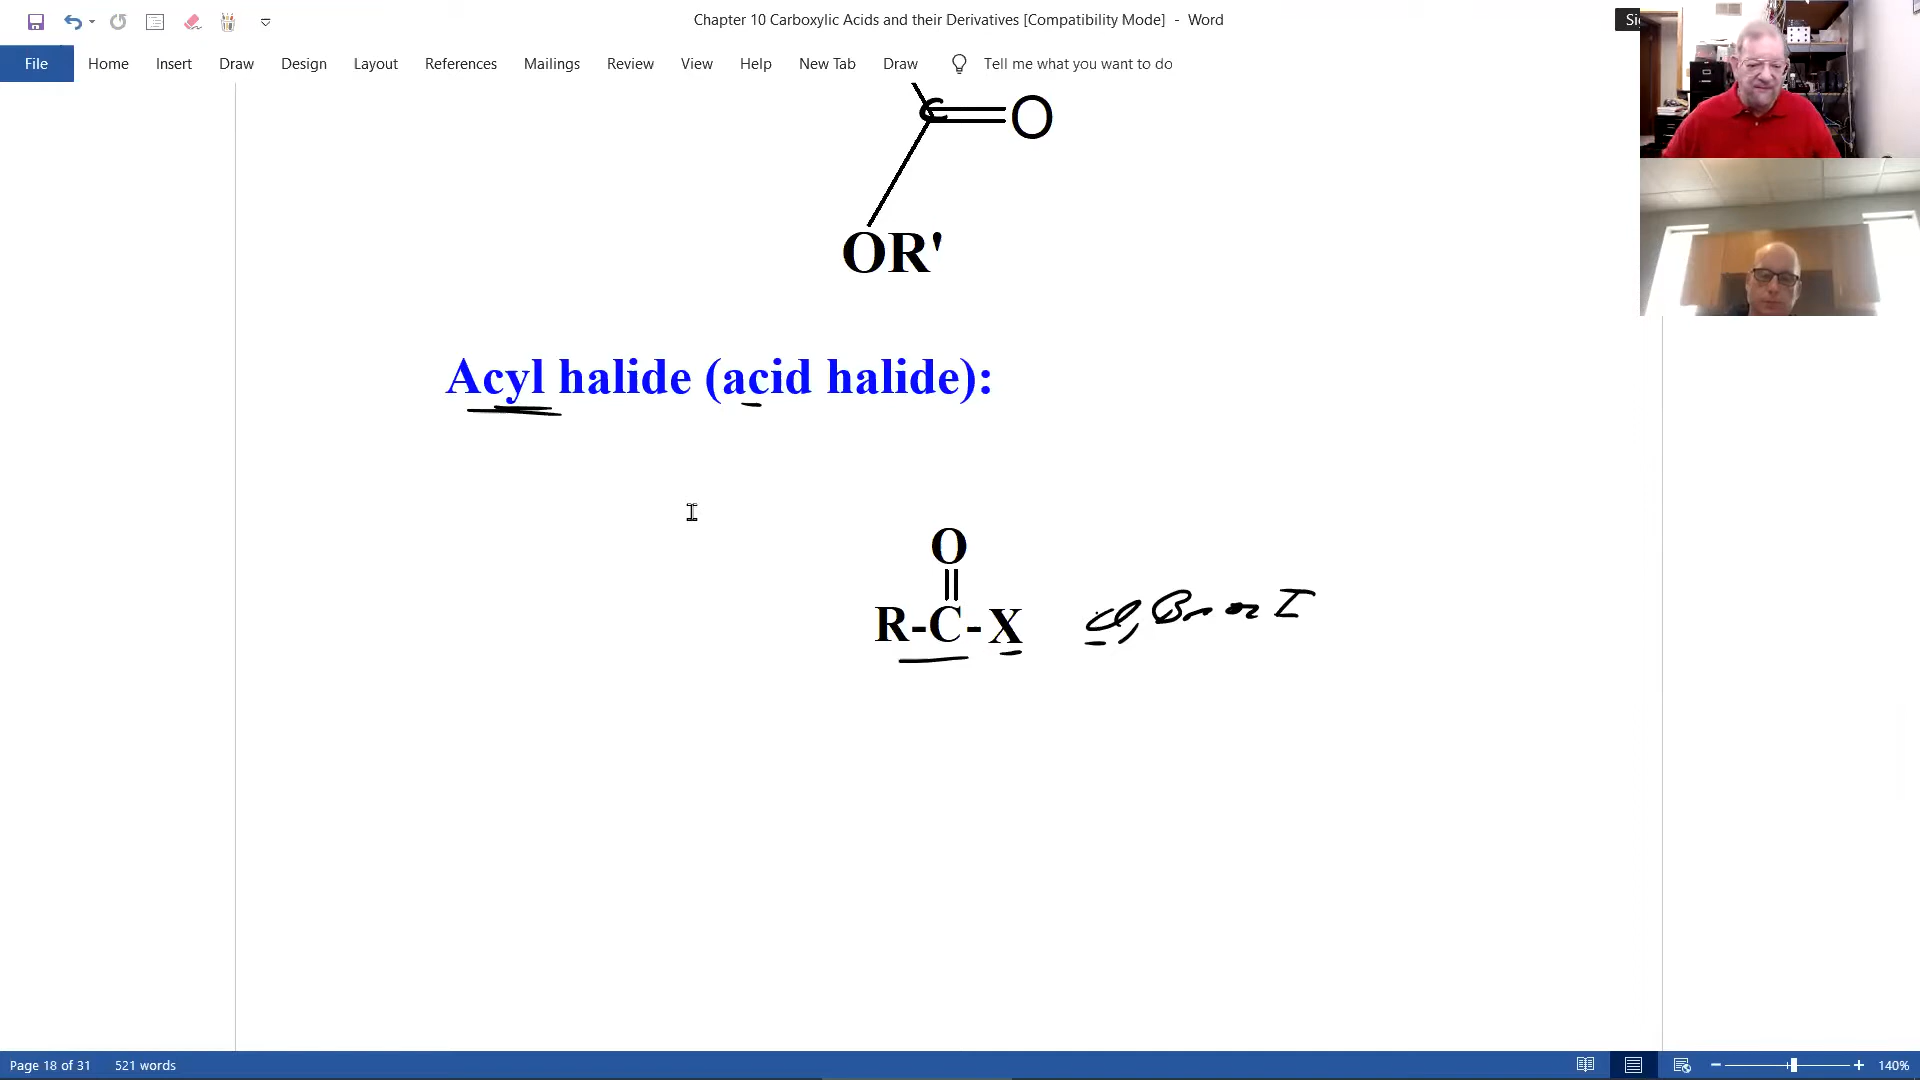 Chapter 10 Carboxylic Acids and their Derivatives [Compatibility Mode] - Word
File Home Insert Draw Design Layout References Mailings Review View Help New Tab Draw Tell me what you want to do
C
O
OR'
Acyl halide (acid halide):
O
R-C-X Cl, Br or I
Page 18 of 31 521 words 140%